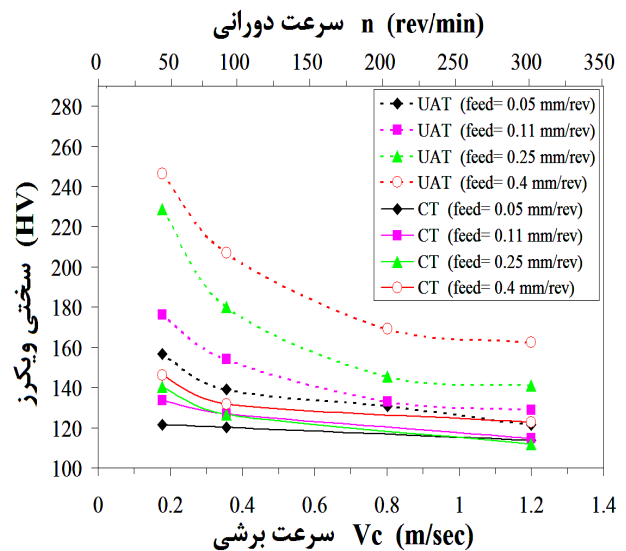 سرعت دورانی n (rev/min)
0 50 100 150 200 250 300 350
سختی ویکرز (HV)
280
260
240
220
200
180
160
140
120
100
UAT (feed= 0.05 mm/rev)
UAT (feed= 0.11 mm/rev)
UAT (feed= 0.25 mm/rev)
UAT (feed= 0.4 mm/rev)
CT (feed= 0.05 mm/rev)
CT (feed= 0.11 mm/rev)
CT (feed= 0.25 mm/rev)
CT (feed= 0.4 mm/rev)
0 0.2 0.4 0.6 0.8 1 1.2 1.4
سرعت برشی Vc (m/sec)